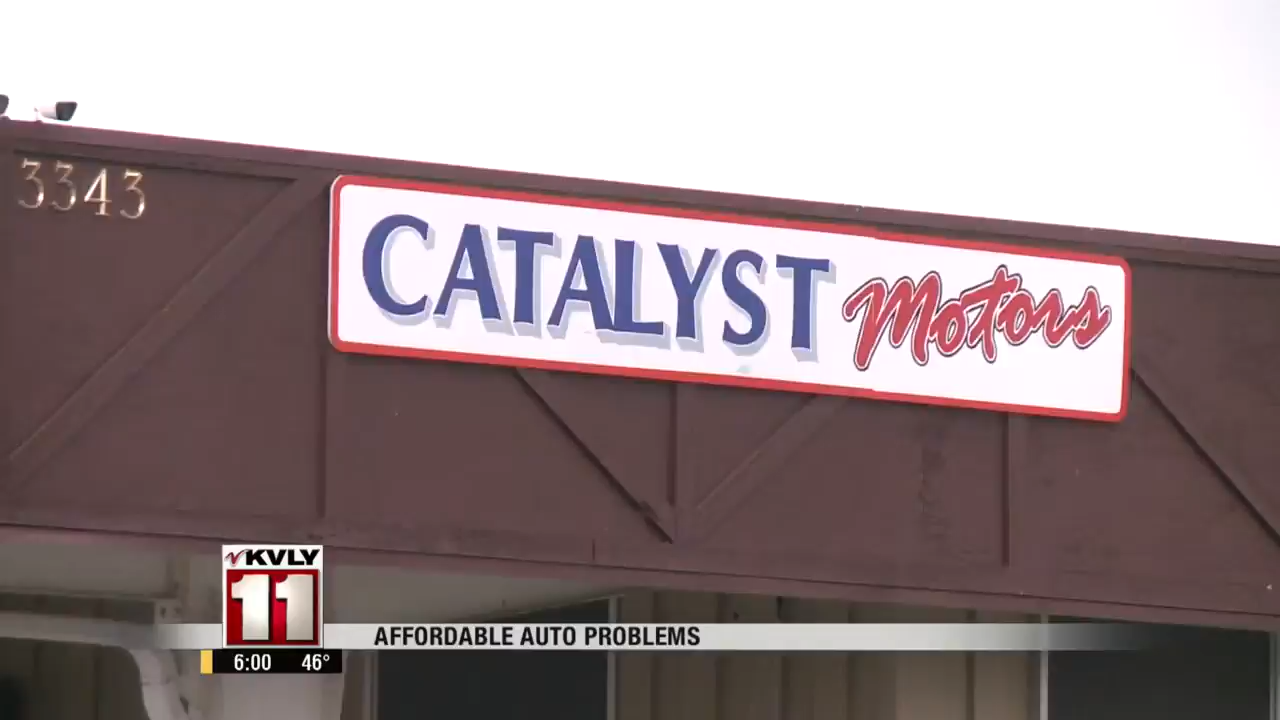 3343
CATALYST Motors
KVLY
11
AFFORDABLE AUTO PROBLEMS
6:00 46°